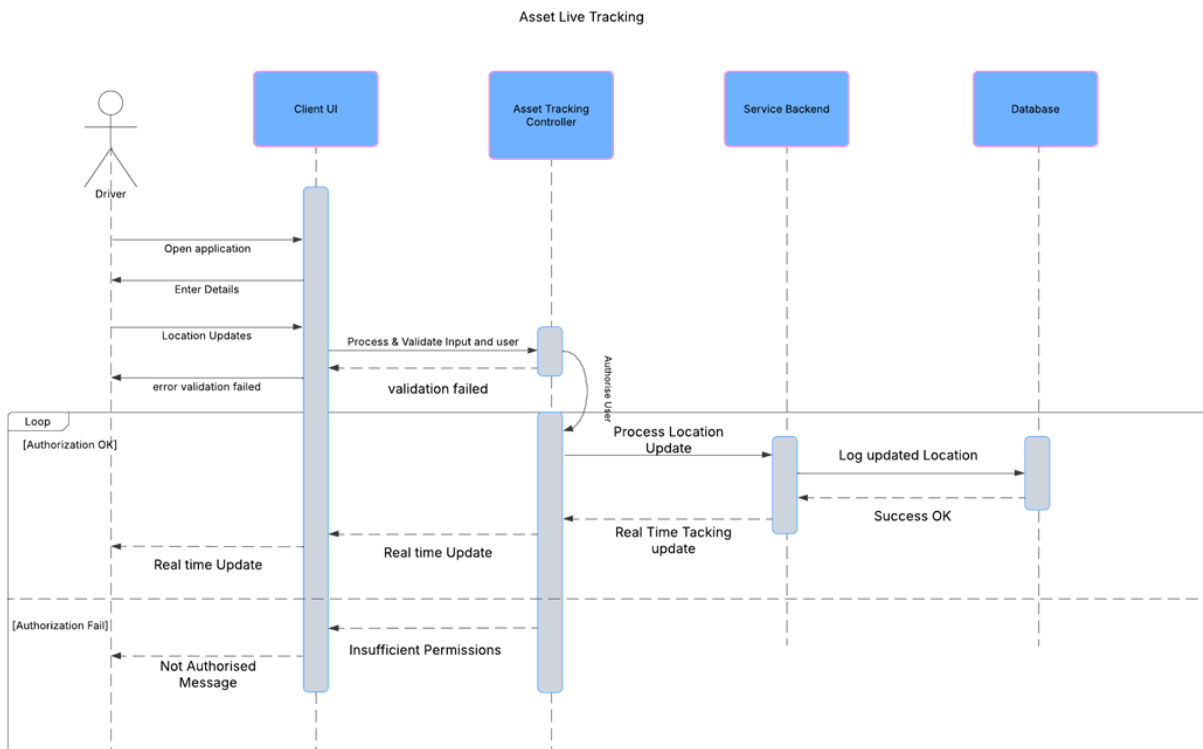 Asset Live Tracking
Client UI
Asset Tracking
Controller
Service Backend
Database
Driver
Open application
Enter Details
Location Updates
Process & Validate Input and user
error validation failed
validation failed
Authorise User
Loop
[Authorization OK]
Process Location
Update
Log updated Location
Success OK
Real Time Tacking
update
Real time Update
Real time Update
[Authorization Fail]
Insufficient Permissions
Not Authorised
Message